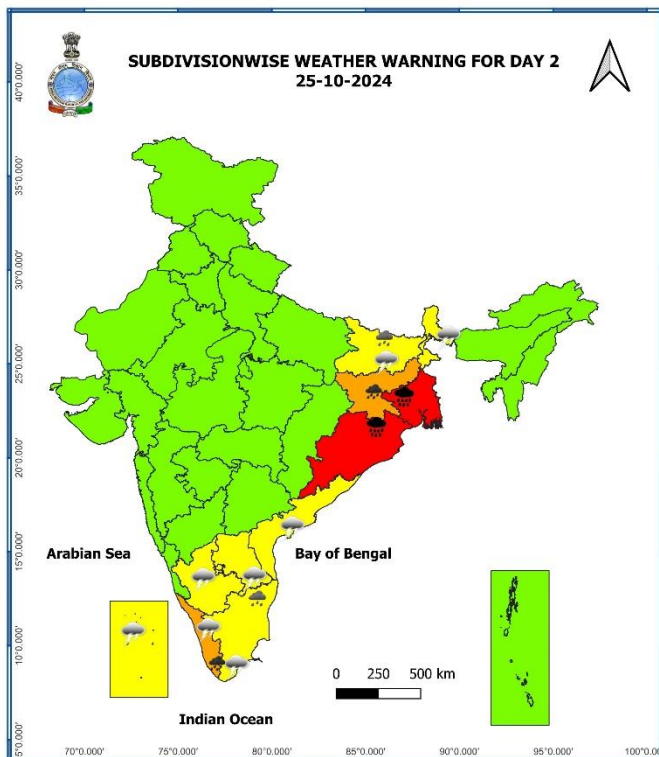 SUBDIVISIONWISE WEATHER WARNING FOR DAY 2
25-10-2024
40°0.000'
35°0.000'
30°0.000'
25°0.000'
20°0.000'
15°0.000'
10°0.000'
5°0.000'
Arabian Sea
Bay of Bengal
0 250 500 km
Indian Ocean
70°0.000' 75°0.000' 80°0.000' 85°0.000' 90°0.000' 95°0.000' 100°0.000'